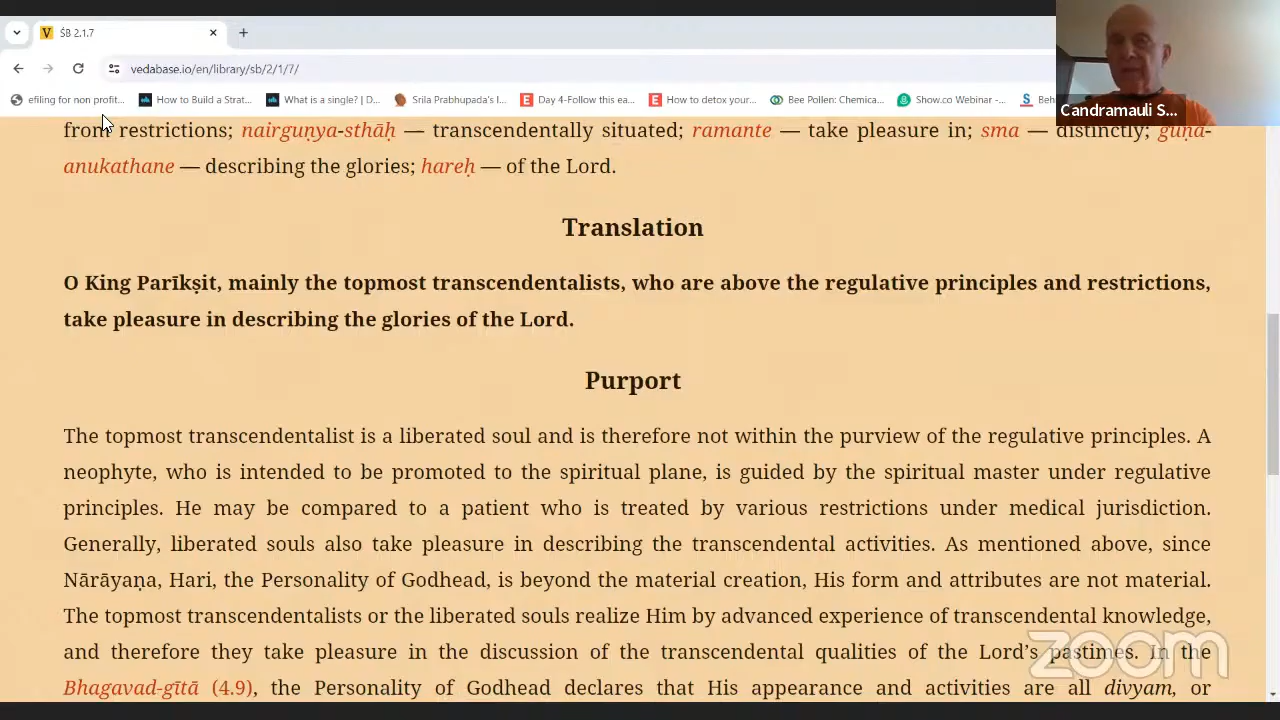 ŚB 2.1.7
vedabase.io/en/library/sb/2/1/7/
efiling for non profit... How to Build a Strat... What is a single: D... Srila Prabhupada's l... Day 4-Follow this ea... How to detox your... Bee Pollen: Chemica... Show.co Webinar -... Beh
Candramauli S...
from restrictions; nairguṇya-sthāḥ — transcendentally situated; ramante — take pleasure in; sma — distinctly; guṇa-
anukathane — describing the glories; hareḥ — of the Lord.
Translation
O King Parīkṣit, mainly the topmost transcendentalists, who are above the regulative principles and restrictions,
take pleasure in describing the glories of the Lord.
Purport
The topmost transcendentalist is a liberated soul and is therefore not within the purview of the regulative principles. A
neophyte, who is intended to be promoted to the spiritual plane, is guided by the spiritual master under regulative
principles. He may be compared to a patient who is treated by various restrictions under medical jurisdiction.
Generally, liberated souls also take pleasure in describing the transcendental activities. As mentioned above, since
Nārāyaṇa, Hari, the Personality of Godhead, is beyond the material creation, His form and attributes are not material.
The topmost transcendentalists or the liberated souls realize Him by advanced experience of transcendental knowledge,
and therefore they take pleasure in the discussion of the transcendental qualities of the Lord's pastimes. In the
Bhagavad-gītā (4.9), the Personality of Godhead declares that His appearance and activities are all divyam, or
zoom